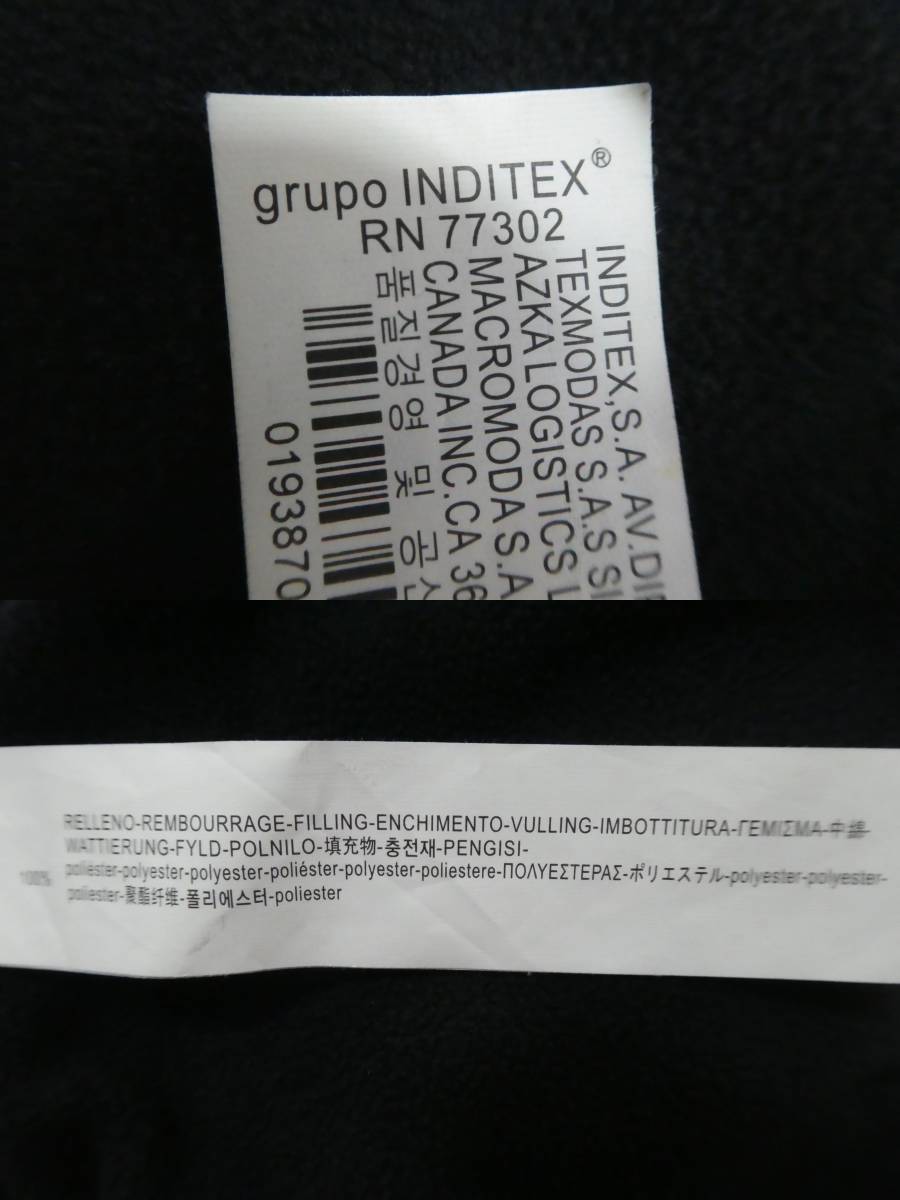 grupo INDITEX®
RN 77302
INDITEX,S.A. AV.DI
TEXMODAS S.A.S SI
AZKA LOGISTICS L
MACROMODA S.A
CANADA INC.CA 36
품질경영 및 공산
0193870
RELLENO-REMBOURRAGE-FILLING-ENCHIMENTO-VULLING-IMBOTTITURA-ΓΕΜΙΣΜΑ-中綿-
WATTIERUNG-FYLD-POLNILO-填充物-충전재-PENGISI-
100% poliéster-polyester-polyester-poliéster-polyester-poliestere-ΠΟΛΥΕΣΤΕΡΑΣ-ポリエステル-polyester-polyester-
poliester-聚酯纤维-폴리에스터-poliester